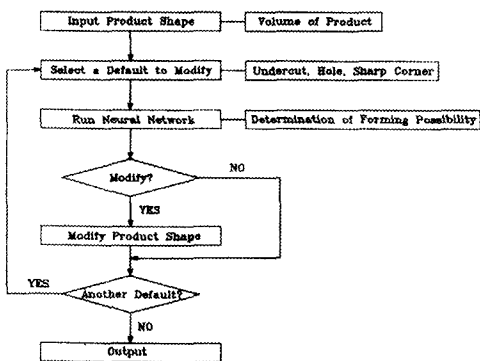 Input Product Shape
Volume of Product
Select a Default to Modify
Undercut, Hole, Sharp Corner
Run Neural Network
Determination of Forming Possibility
Modify?
NO
YES
Modify Product Shape
YES
Another Default?
NO
Output